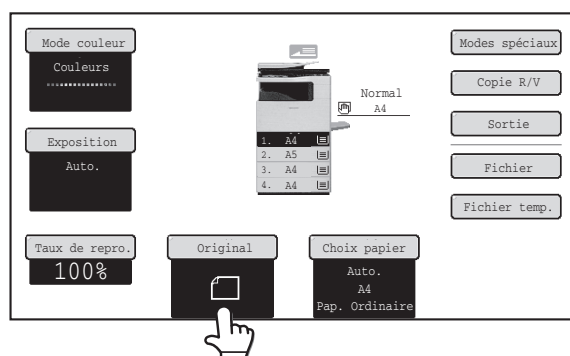 Mode couleur
Couleurs
Exposition
Auto.
Taux de repro.
100%
Original
Choix papier
Auto.
A4
Pap. Ordinaire
Normal
A4
1. A4
2. A5
3. A4
4. A4
Modes spéciaux
Copie R/V
Sortie
Fichier
Fichier temp.